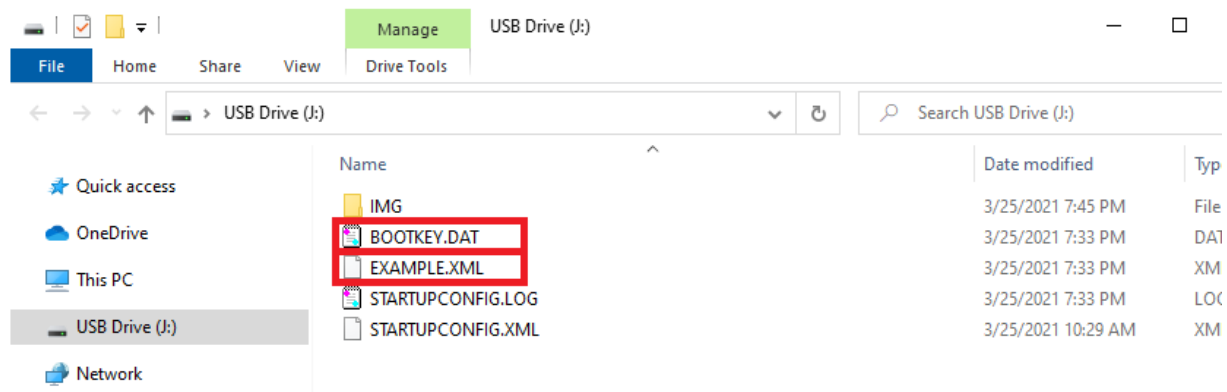 Manage USB Drive (J:)
File Home Share View Drive Tools
USB Drive (J:) Search USB Drive (J:)
Name Date modified Typ
Quick access
OneDrive
This PC
USB Drive (J:)
Network
IMG 3/25/2021 7:45 PM File
BOOTKEY.DAT 3/25/2021 7:33 PM DAT
EXAMPLE.XML 3/25/2021 7:33 PM XM
STARTUPCONFIG.LOG 3/25/2021 7:33 PM LOG
STARTUPCONFIG.XML 3/25/2021 10:29 AM XM